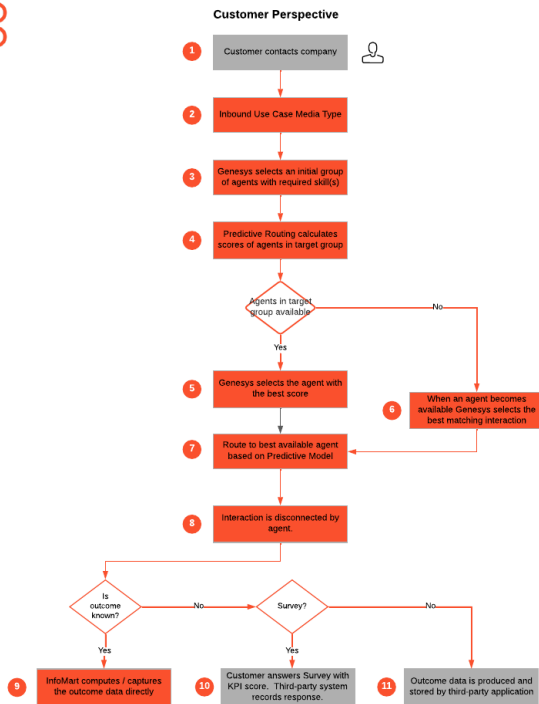 Customer Perspective
1
Customer contacts company
2
Inbound Use Case Media Type
3
Genesys selects an initial group
of agents with required skill(s)
4
Predictive Routing calculates
scores of agents in target group
Agents in target
group available
No
Yes
5
Genesys selects the agent with
the best score
6
When an agent becomes
available Genesys selects the
best matching interaction
7
Route to best available agent
based on Predictive Model
8
Interaction is disconnected by
agent.
Is
outcome
known?
No
Survey?
No
Yes
Yes
9
InfoMart computes / captures
the outcome data directly
10
Customer answers Survey with
KPI score. Third-party system
records response.
11
Outcome data is produced and
stored by third-party application